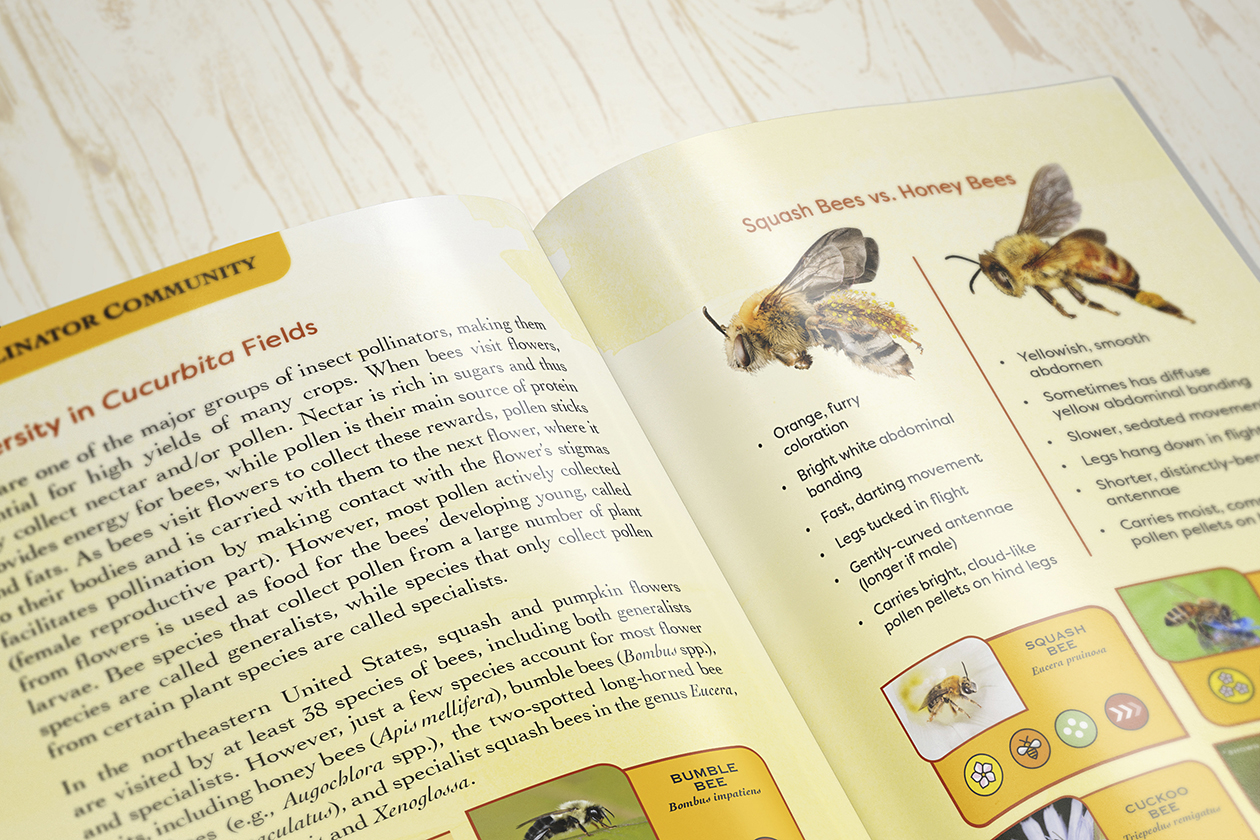 LINATOR COMMUNITY
ersity in Cucurbita Fields
are one of the major groups of insect pollinators, making them
ntial for high yields of many crops. When bees visit flowers,
y collect nectar and/or pollen. Nectar is rich in sugars and thus
ovides energy for bees, while pollen is their main source of protein
nd fats. As bees visit flowers to collect these rewards, pollen sticks
o their bodies and is carried with them to the next flower, where it
facilitates pollination by making contact with the flower's stigmas
(female reproductive part). However, most pollen actively collected
from flowers is used as food for the bees' developing young, called
larvae. Bee species that collect pollen from a large number of plant
species are called generalists, while species that only collect pollen
from certain plant species are called specialists.
In the northeastern United States, squash and pumpkin flowers
are visited by at least 38 species of bees, including both generalists
and specialists. However, just a few species account for most flower
ts, including honey bees (Apis mellifera), bumble bees (Bombus spp.),
es (e.g., Augochlora spp.), the two-spotted long-horned bee
aculatus), and specialist squash bees in the genus Eucera,
and Xenoglossa.
BUMBLE
BEE
Bombus impatiens
Squash Bees vs. Honey Bees
• Orange, furry
coloration
• Bright white abdominal
banding
• Fast, darting movement
• Legs tucked in flight
• Gently-curved antennae
(longer if male)
• Carries bright, cloud-like
pollen pellets on hind legs
• Yellowish, smooth
abdomen
• Sometimes has diffuse
yellow abdominal banding
• Slower, sedated movemen
• Legs hang down in flight
• Shorter, distinctly-be
antennae
• Carries moist, com
pollen pellets on
SQUASH
BEE
Eucera pruinosa
CUCKOO
BEE
Triepeolus remigatus